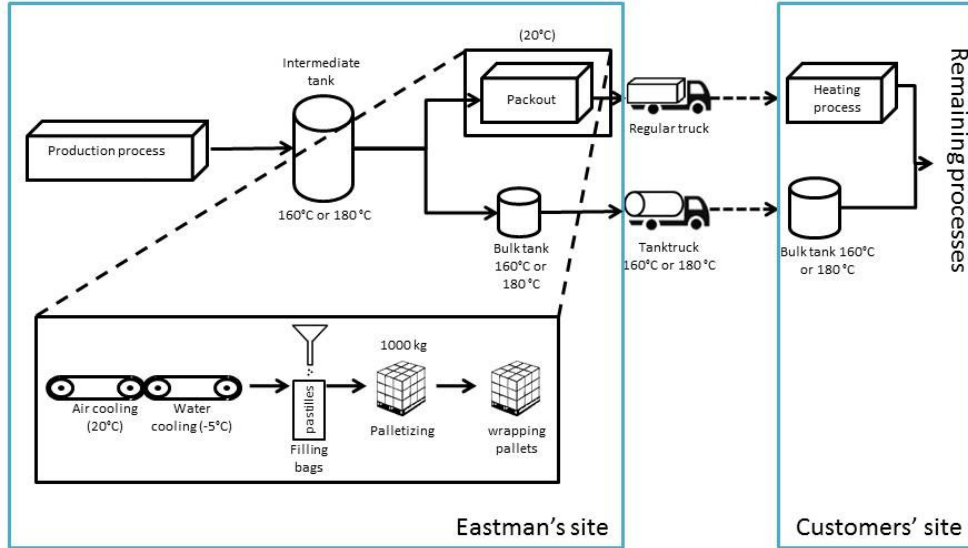 (20°C)
Intermediate
tank
Packout
Heating
process
Production process
Regular truck
160°C or 180 °C
Bulk tank
160°C or
180 °C
Tanktruck
160°C or 180 °C
Bulk tank 160°C
or 180 °C
Remaining processes
1000 kg
pastilles
Air cooling
(20°C)
Water
cooling (-5°C)
Filling
bags
Palletizing
wrapping
pallets
Eastman's site
Customers' site